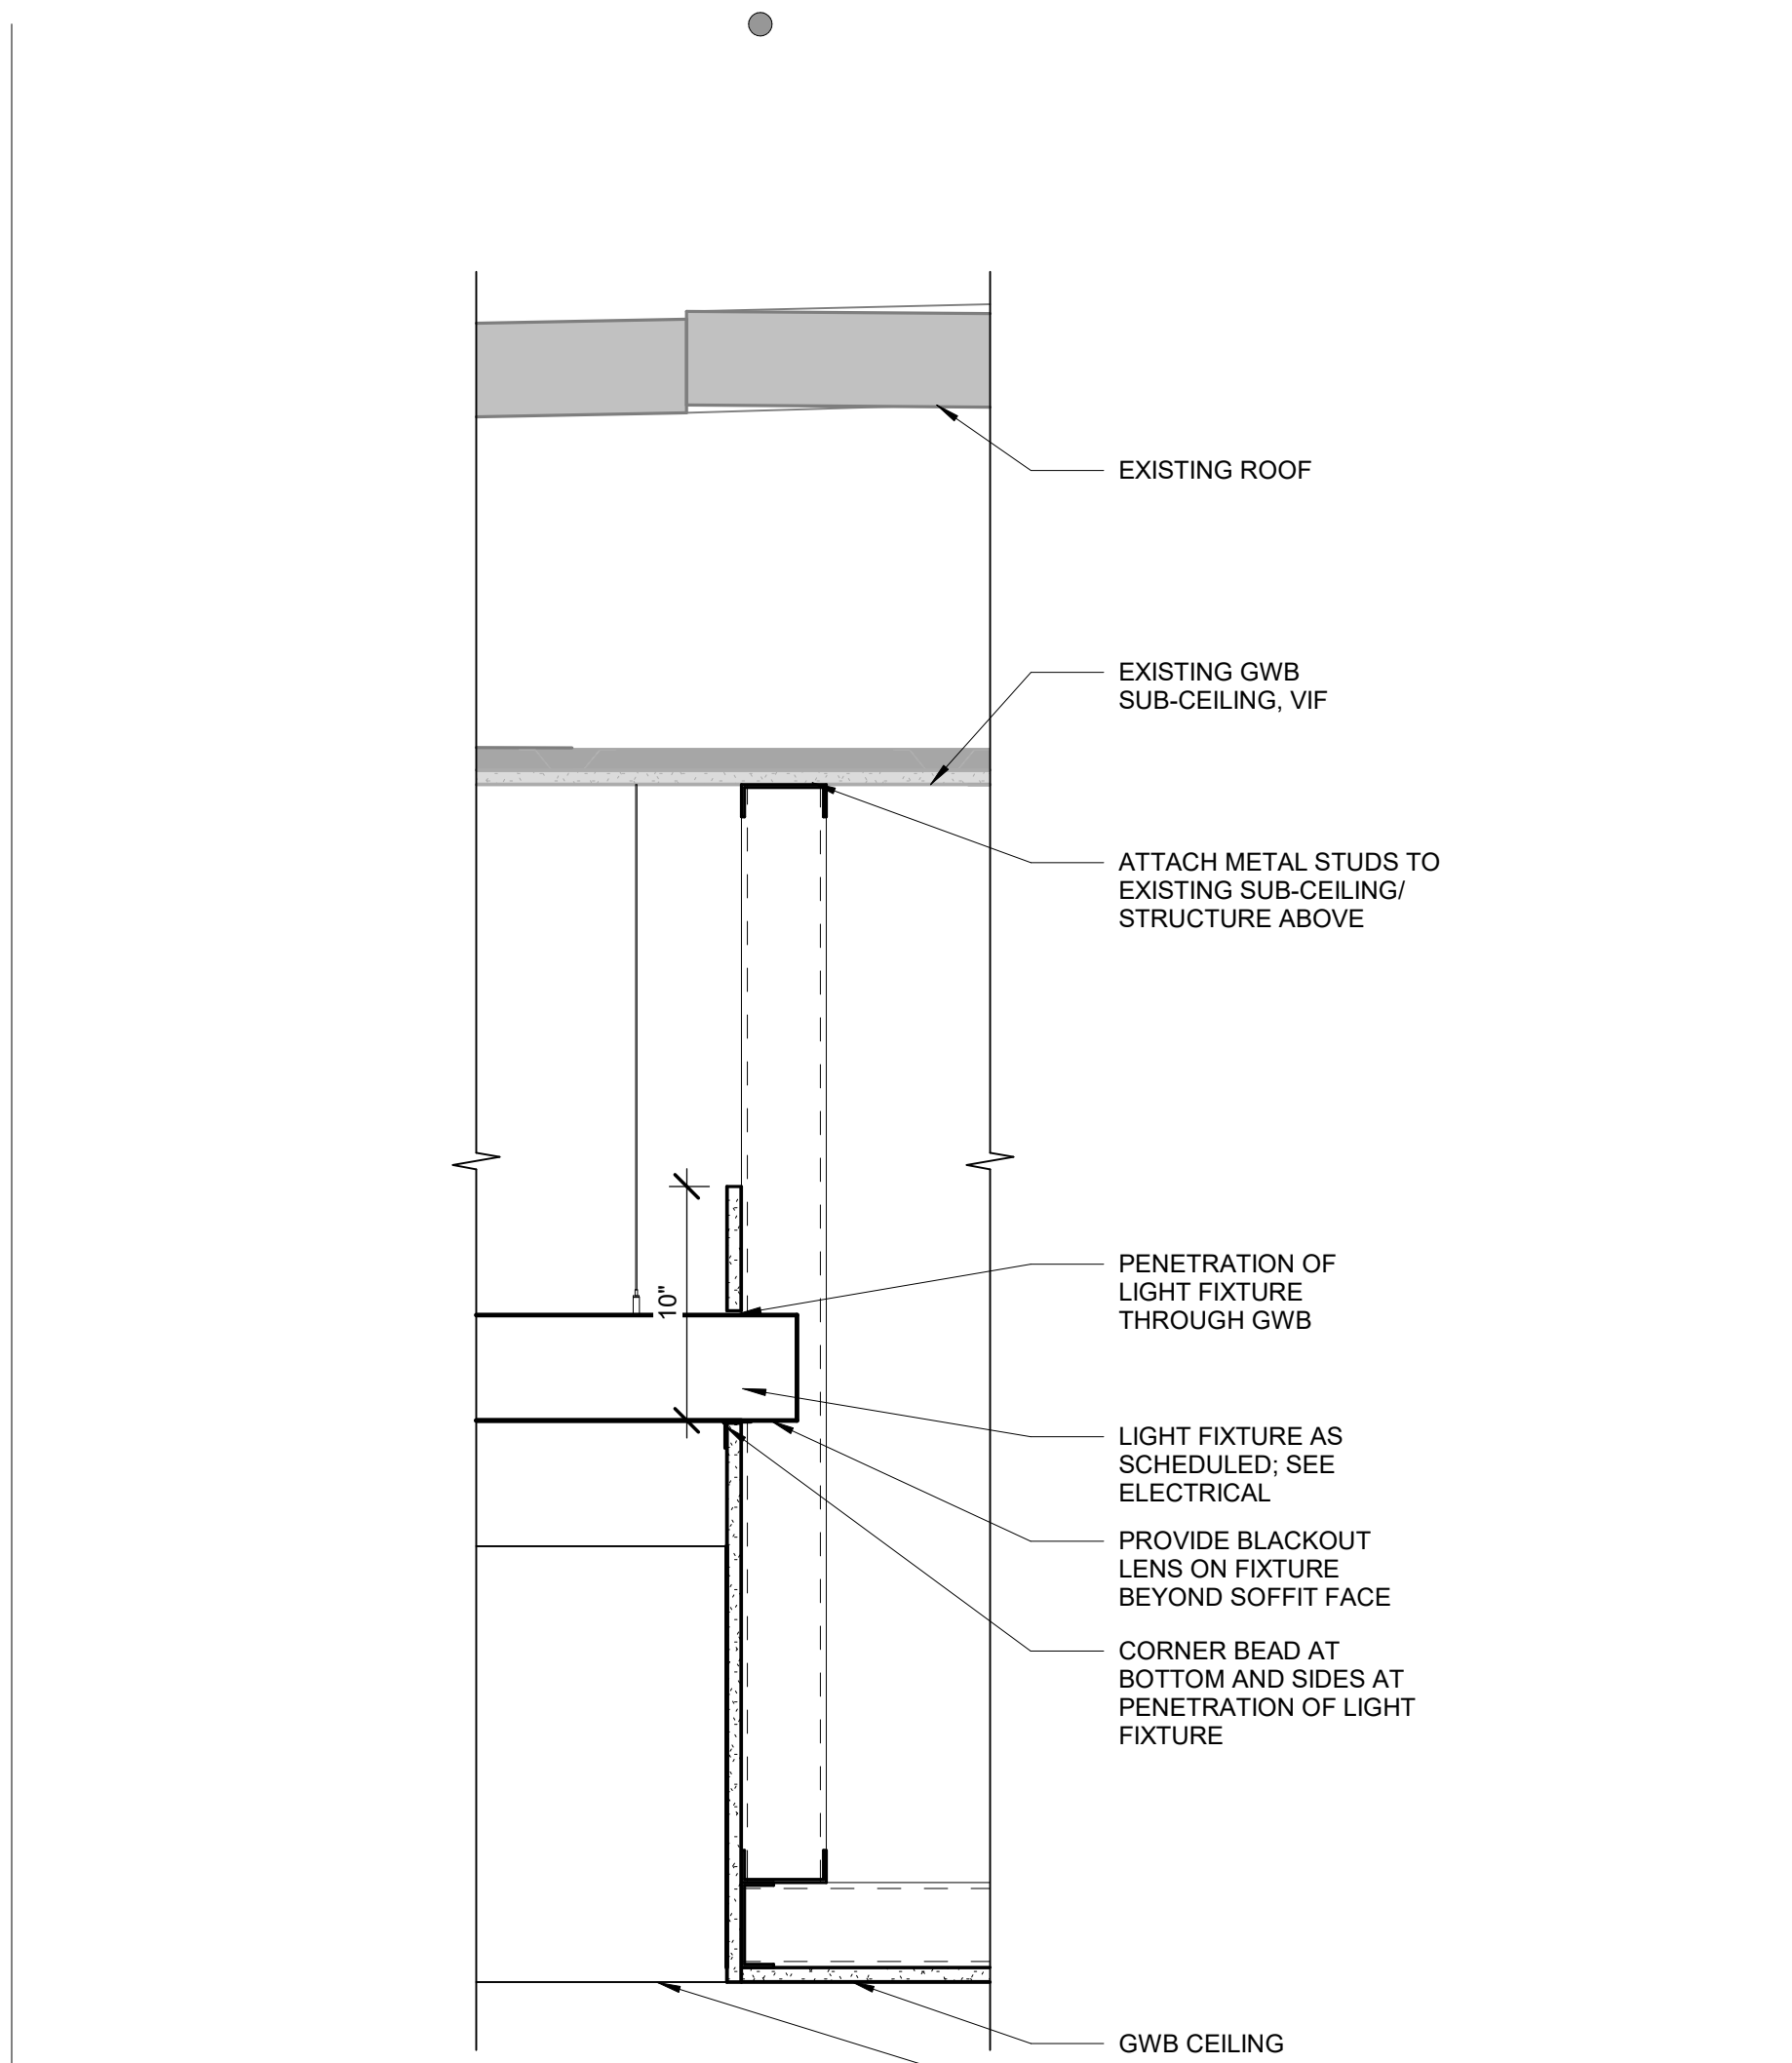 EXISTING ROOF
EXISTING GWB
SUB-CEILING, VIF
ATTACH METAL STUDS TO
EXISTING SUB-CEILING/
STRUCTURE ABOVE
10"
PENETRATION OF
LIGHT FIXTURE
THROUGH GWB
LIGHT FIXTURE AS
SCHEDULED; SEE
ELECTRICAL
PROVIDE BLACKOUT
LENS ON FIXTURE
BEYOND SOFFIT FACE
CORNER BEAD AT
BOTTOM AND SIDES AT
PENETRATION OF LIGHT
FIXTURE
GWB CEILING